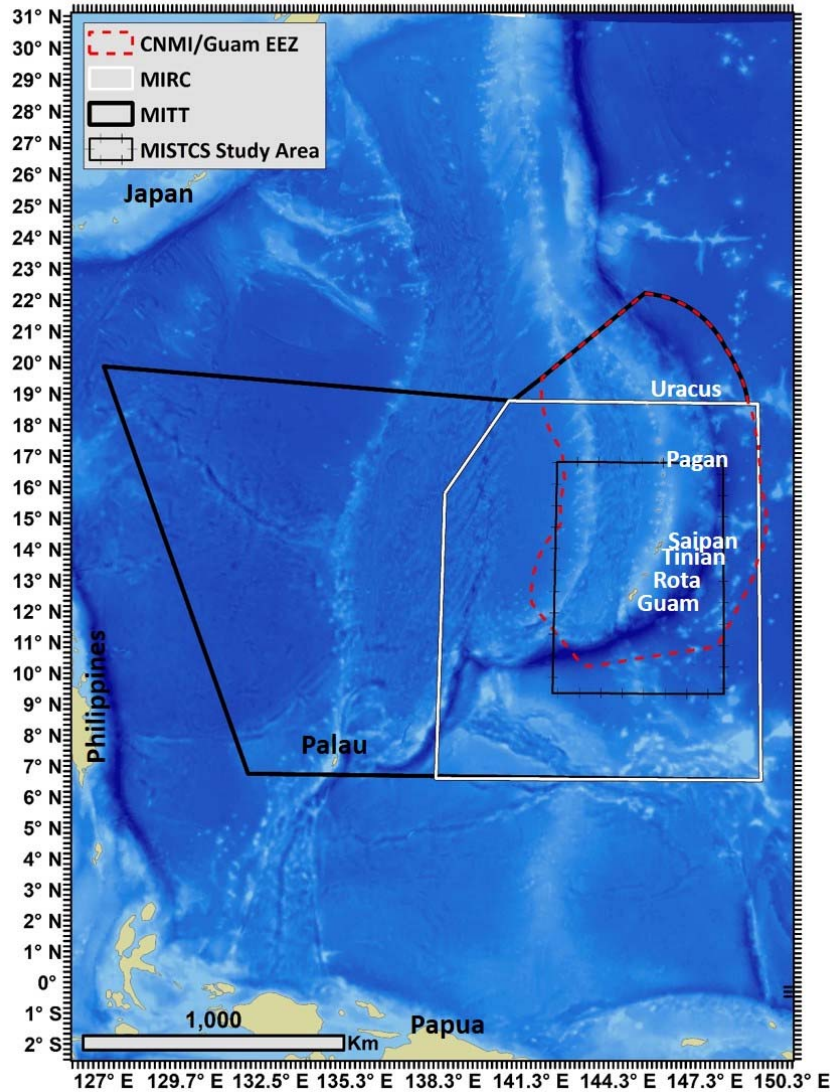 31° N
30° N
29° N
28° N
27° N
26° N
25° N
24° N
23° N
22° N
21° N
20° N
19° N
18° N
17° N
16° N
15° N
14° N
13° N
12° N
11° N
10° N
9° N
8° N
7° N
6° N
5° N
4° N
3° N
2° N
1° N
0°
1° S
2° S
CNMI/Guam EEZ
MIRC
MITT
MISTCS Study Area
Japan
Uracus
Pagan
Saipan
Tinian
Rota
Guam
Philippines
Palau
Papua
1,000
Km
127° E 129.7° E 132.5° E 135.3° E 138.3° E 141.3° E 144.3° E 147.3° E 150.3° E